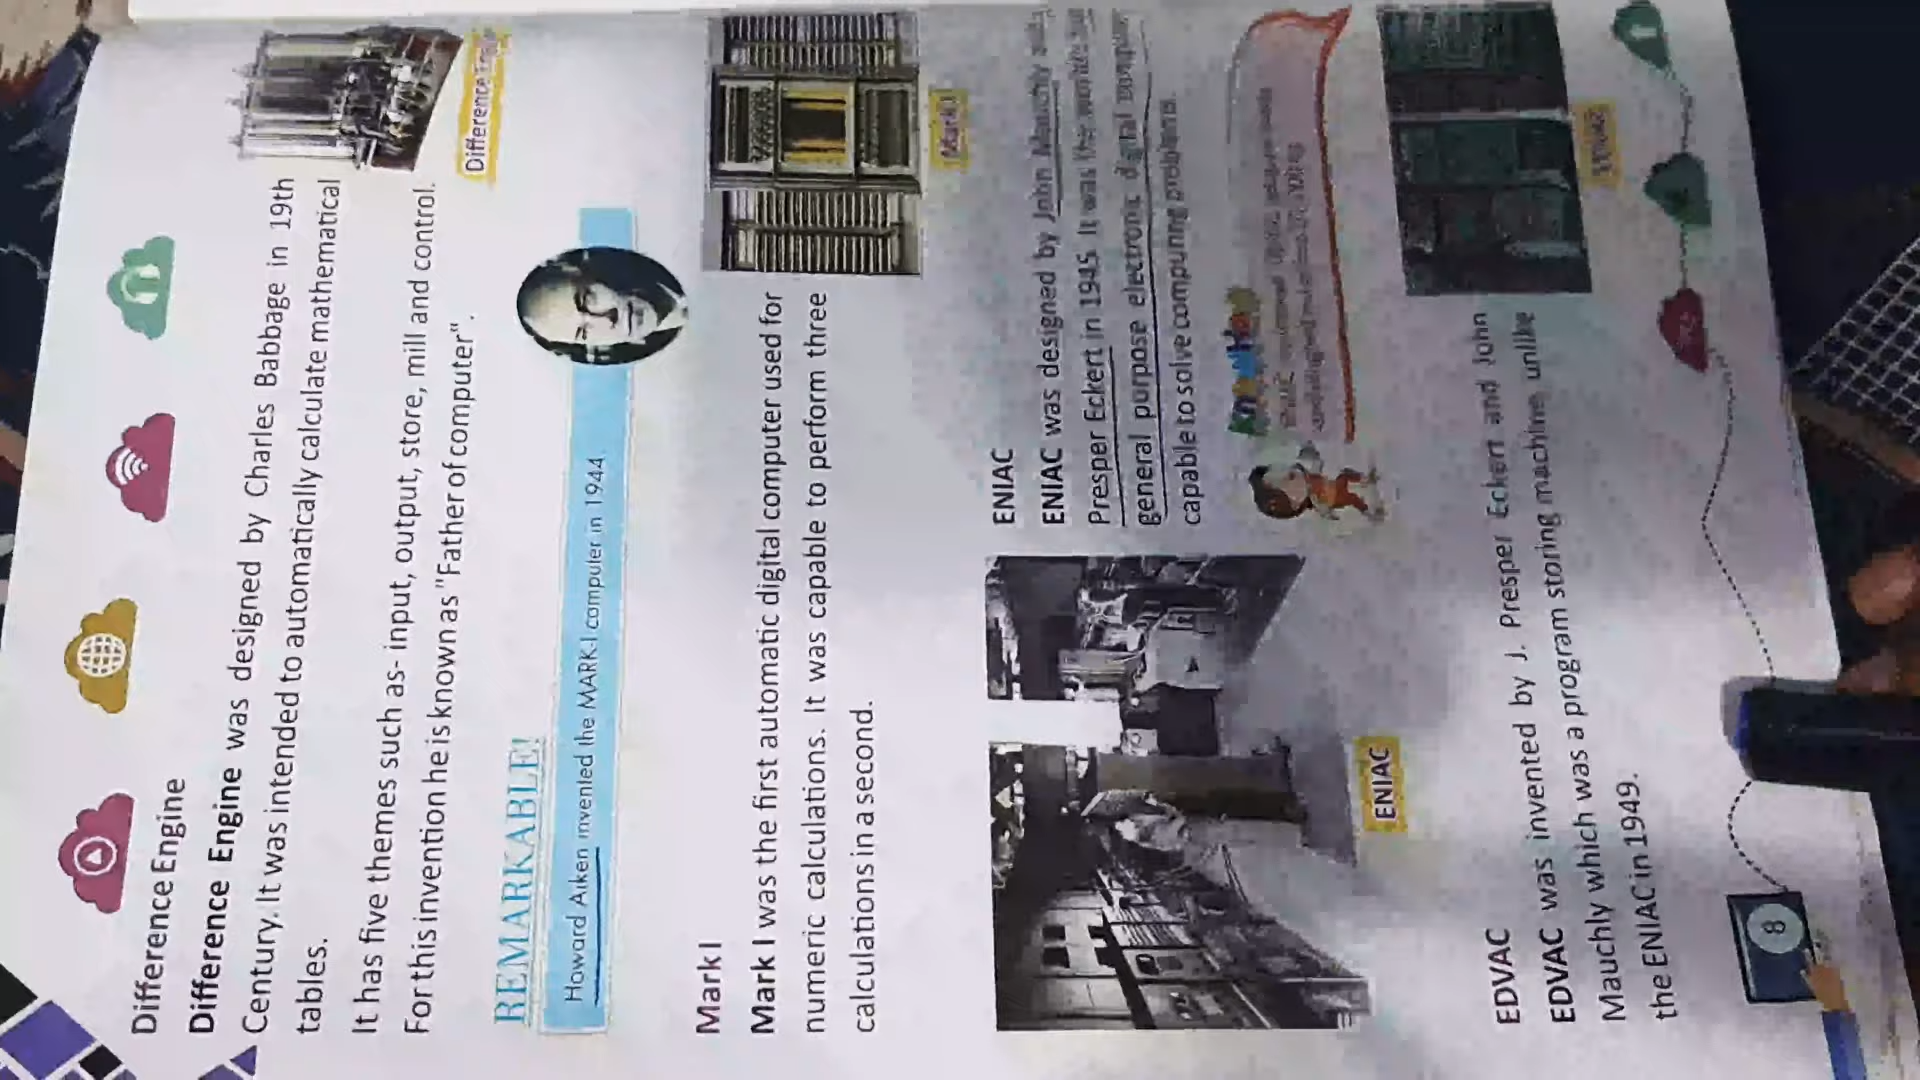 Difference Engine
Difference Engine was designed by Charles Babbage in 19th
Century. It was intended to automatically calculate mathematical
tables.
It has five themes such as- input, output, store, mill and control.
For this invention he is known as "Father of computer".
Difference Engine
REMARKABLE!
Howard Aiken invented the MARK-I computer in 1944.
Mark I
Mark I was the first automatic digital computer used for
numeric calculations. It was capable to perform three
calculations in a second.
Mark I
ENIAC
ENIAC was designed by John Mauchly and
Presper Eckert in 1945. It was the
general purpose electronic digital computer
capable to solve computing problems.
ENIAC
EDVAC
EDVAC was invented by J. Presper Eckert and John
Mauchly which was a program storing machine, unlike
the ENIAC in 1949.
8